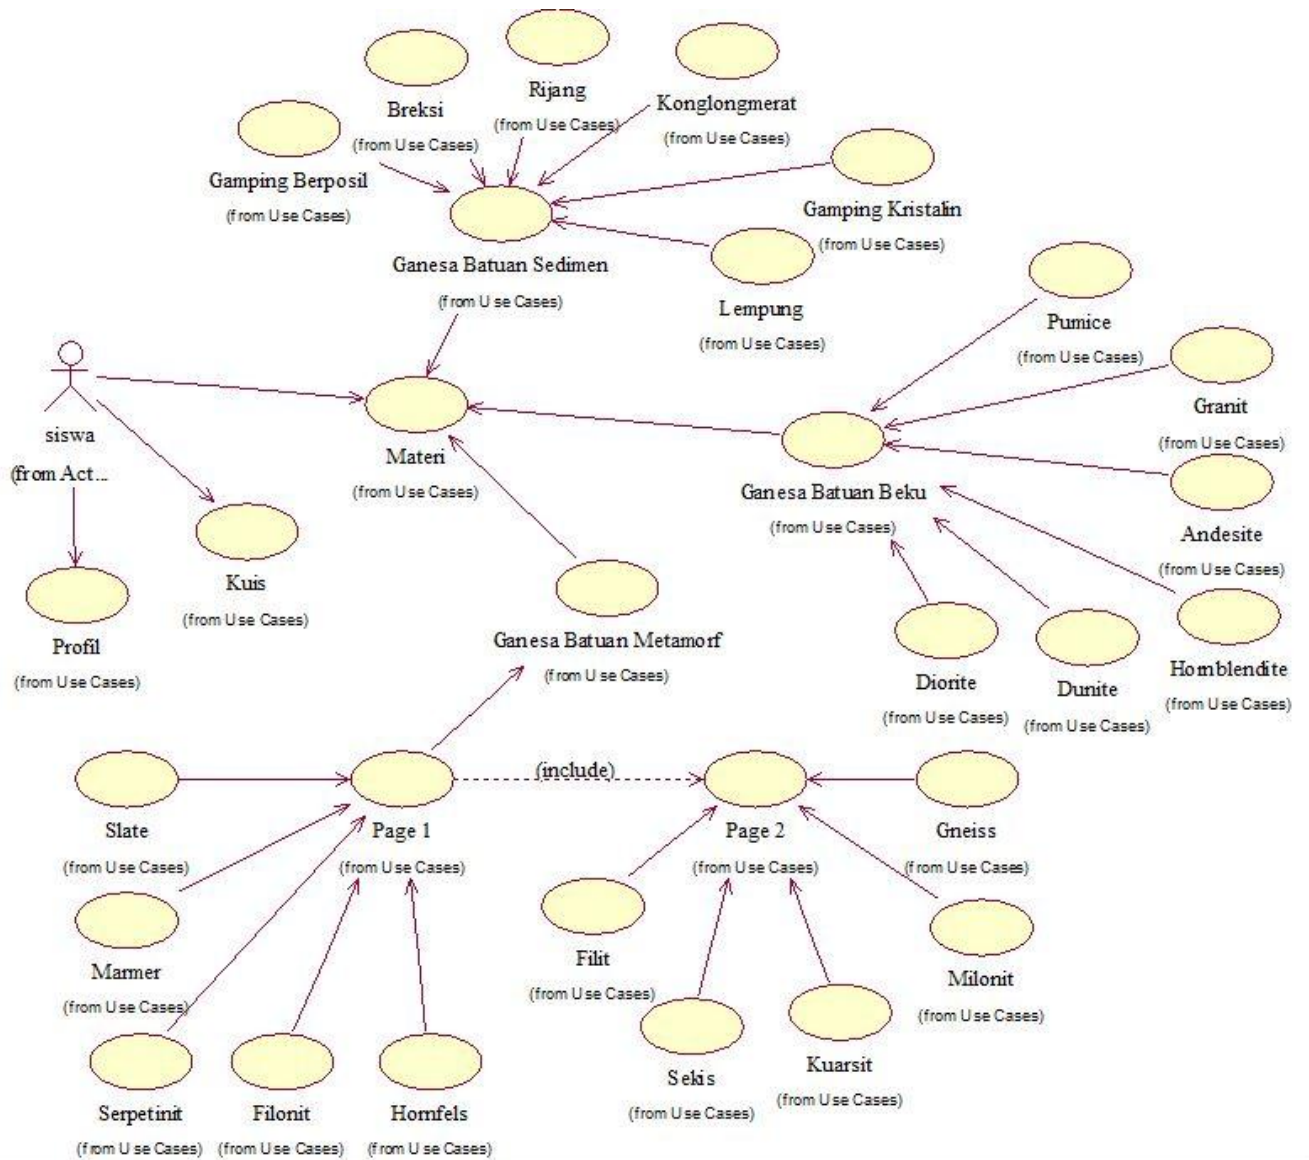 Rijang
(from Use Cases)
Breksi
(from Use Cases)
Konglongmerat
(from Use Cases)
Gamping Berposil
(from Use Cases)
Gamping Kristalin
(from Use Cases)
Ganesa Batuan Sedimen
(from Use Cases)
Lempung
(from Use Cases)
Pumice
(from Use Cases)
Granit
(from Use Cases)
siswa
(from Act...
Materi
(from Use Cases)
Ganesa Batuan Beku
(from Use Cases)
Andesite
(from Use Cases)
Kuis
(from Use Cases)
Profil
(from Use Cases)
Ganesa Batuan Metamorf
(from Use Cases)
Diorite
(from Use Cases)
Dunite
(from Use Cases)
Hornblendite
(from Use Cases)
(include)
Slate
(from Use Cases)
Page 1
(from Use Cases)
Page 2
(from Use Cases)
Gneiss
(from Use Cases)
Marmer
(from Use Cases)
Filit
(from Use Cases)
Milonit
(from Use Cases)
Sekis
(from Use Cases)
Kuarsit
(from Use Cases)
Serpetinit
(from Use Cases)
Filonit
(from Use Cases)
Hornfels
(from Use Cases)